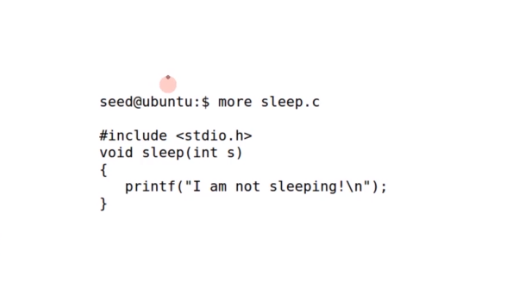 seed@ubuntu:$ more sleep.c
#include <stdio.h>
void sleep(int s)
{
   printf("I am not sleeping!\n");
}